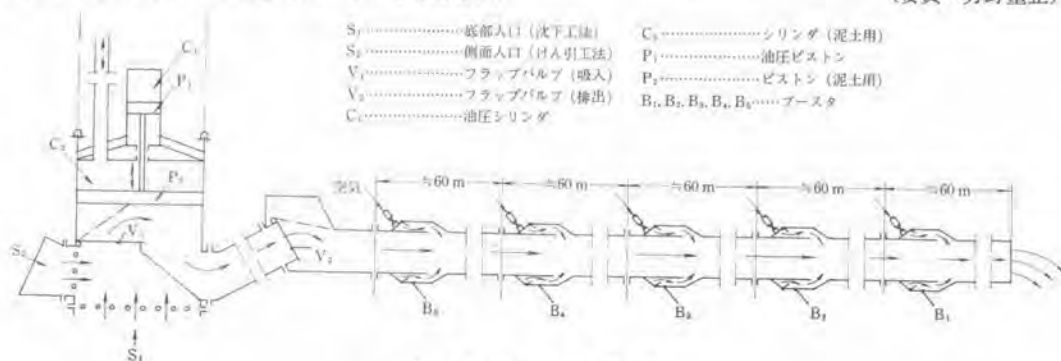 S₁…………底部入口(沈下工法)
S₂…………側面入口(けん引工法)
V₁…………フラップバルブ(吸入)
V₂…………フラップバルブ(排出)
C₁…………油圧シリンダ
C₂…………シリンダ(泥土用)
P₁…………油圧ピストン
P₂…………ピストン(泥土用)
B₁, B₂, B₃, B₄, B₅……ブースタ
C₁
P₁
C₂
P₂
V₁
S₂
S₁
V₂
空気
≒60 m
≒60 m
≒60 m
≒60 m
≒60 m
B₅
B₄
B₃
B₂
B₁